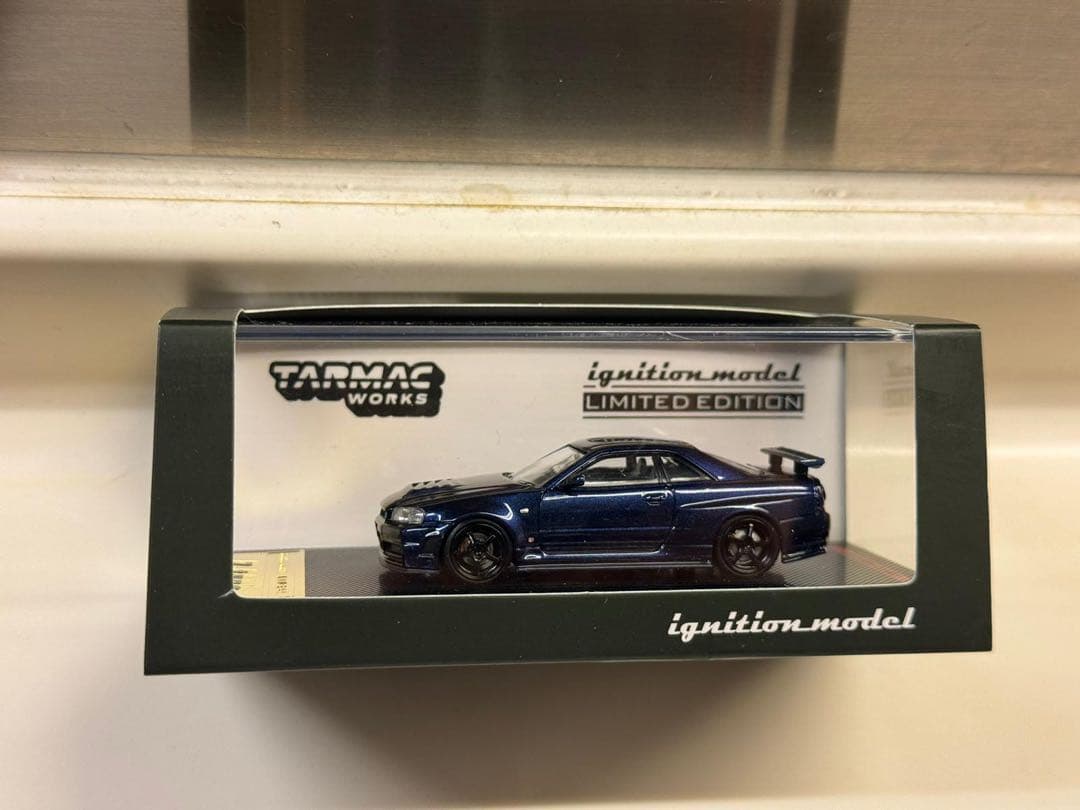 TARMAC
WORKS
ignition model
LIMITED EDITION
ignition model